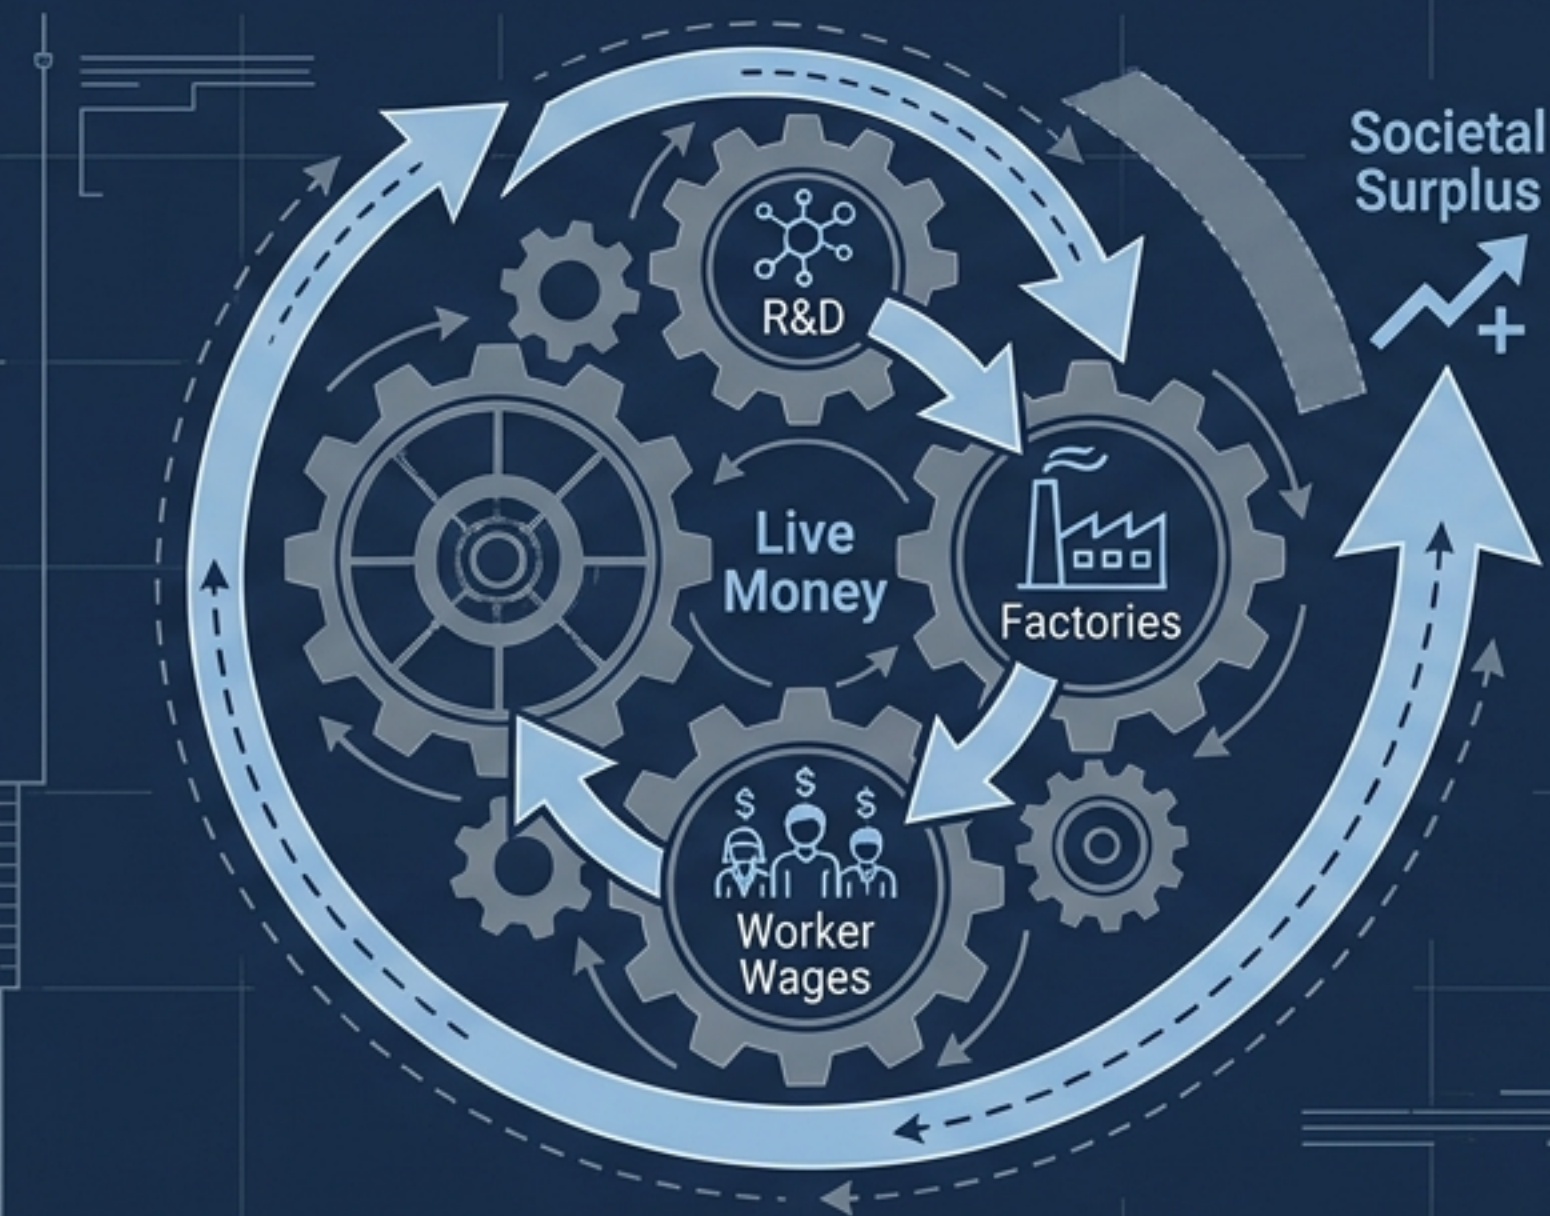 Societal
Surplus
R&D
Live
Money
Factories
$ $ $
Worker
Wages